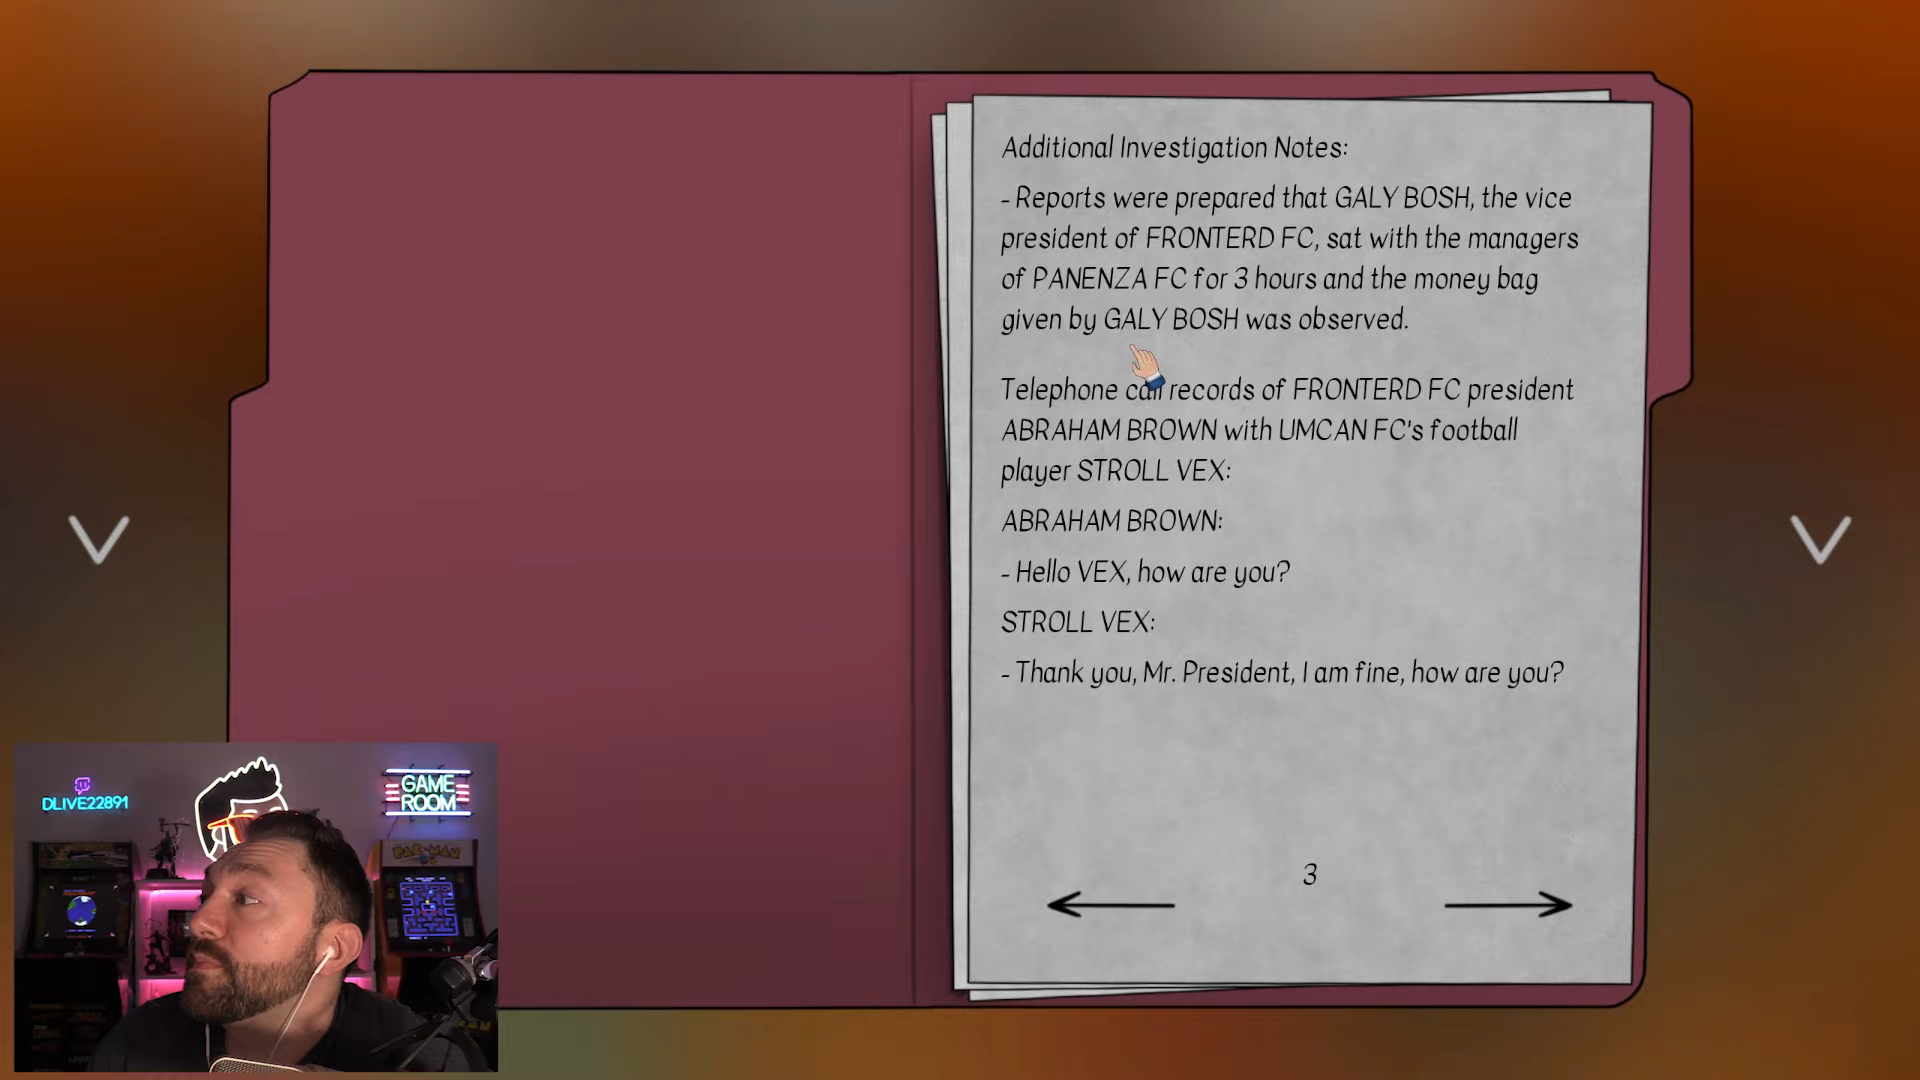 Additional Investigation Notes:
- Reports were prepared that GALY BOSH, the vice
president of FRONTERD FC, sat with the managers
of PANENZA FC for 3 hours and the money bag
given by GALY BOSH was observed.
Telephone call records of FRONTERD FC president
ABRAHAM BROWN with UMCAN FC's football
player STROLL VEX:
ABRAHAM BROWN:
- Hello VEX, how are you?
STROLL VEX:
- Thank you, Mr. President, I am fine, how are you?
3
DLIVE22891
GAME
ROOM
PAC-MAN